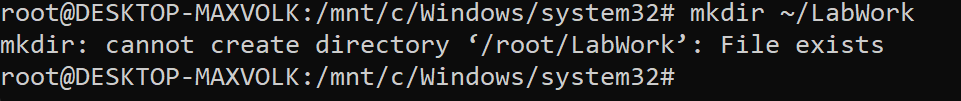 root@DESKTOP-MAXVOLK:/mnt/c/Windows/system32# mkdir ~/LabWork
mkdir: cannot create directory ‘/root/LabWork’: File exists
root@DESKTOP-MAXVOLK:/mnt/c/Windows/system32#